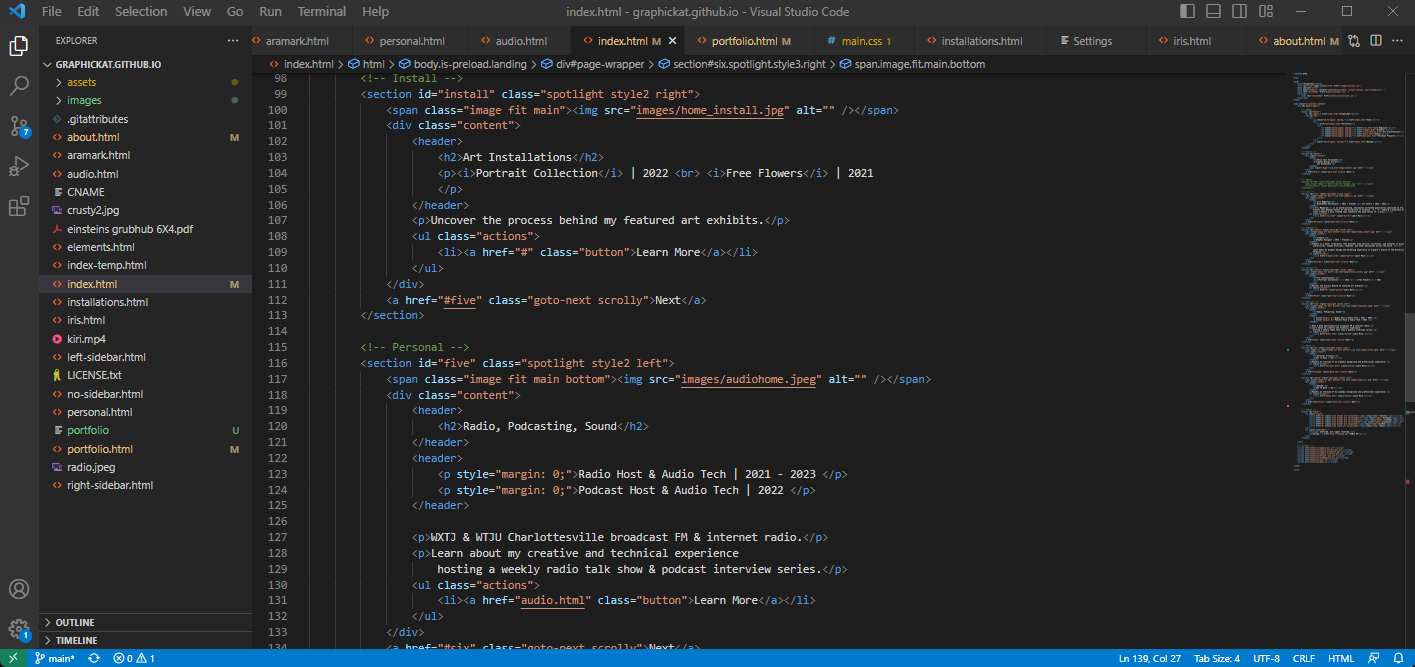 File Edit Selection View Go Run Terminal Help index.html - graphickat.github.io - Visual Studio Code
EXPLORER ··· aramark.html personal.html audio.html index.html M portfolio.html M main.css 1 installations.html Settings iris.html about.html M
GRAPHICKAT.GITHUB.IO
index.html > html > body.is-preload.landing > div#page-wrapper > section#six.spotlight.style3.right > span.image.fit.main.bottom
assets
images
.gitattributes
about.html M
aramark.html
audio.html
CNAME
crusty2.jpg
einsteins grubhub 6X4.pdf
elements.html
index-temp.html
index.html M
installations.html
iris.html
kiri.mp4
left-sidebar.html
LICENSE.txt
no-sidebar.html
personal.html
portfolio U
portfolio.html M
radio.jpeg
right-sidebar.html
OUTLINE
TIMELINE
7
1
98 <!-- Install -->
99 <section id="install" class="spotlight style2 right">
100 <span class="image fit main"><img src="images/home_install.jpg" alt="" /></span>
101 <div class="content">
102 <header>
103 <h2>Art Installations</h2>
104 <p><i>Portrait Collection</i> | 2022 <br> <i>Free Flowers</i> | 2021
105 </p>
106 </header>
107 <p>Uncover the process behind my featured art exhibits.</p>
108 <ul class="actions">
109 <li><a href="#" class="button">Learn More</a></li>
110 </ul>
111 </div>
112 <a href="#five" class="goto-next scrolly">Next</a>
113 </section>
114
115 <!-- Personal -->
116 <section id="five" class="spotlight style2 left">
117 <span class="image fit main bottom"><img src="images/audiohome.jpeg" alt="" /></span>
118 <div class="content">
119 <header>
120 <h2>Radio, Podcasting, Sound</h2>
121 </header>
122 <header>
123 <p style="margin: 0;">Radio Host & Audio Tech | 2021 - 2023 </p>
124 <p style="margin: 0;">Podcast Host & Audio Tech | 2022 </p>
125 </header>
126
127 <p>WXTJ & WTJU Charlottesville broadcast FM & internet radio.</p>
128 <p>Learn about my creative and technical experience
129 hosting a weekly radio talk show & podcast interview series.</p>
130 <ul class="actions">
131 <li><a href="audio.html" class="button">Learn More</a></li>
132 </ul>
133 </div>
134 <a href="#six" class="goto-next scrolly">Next</a>
main* 0 1 Ln 139, Col 27 Tab Size: 4 UTF-8 CRLF HTML